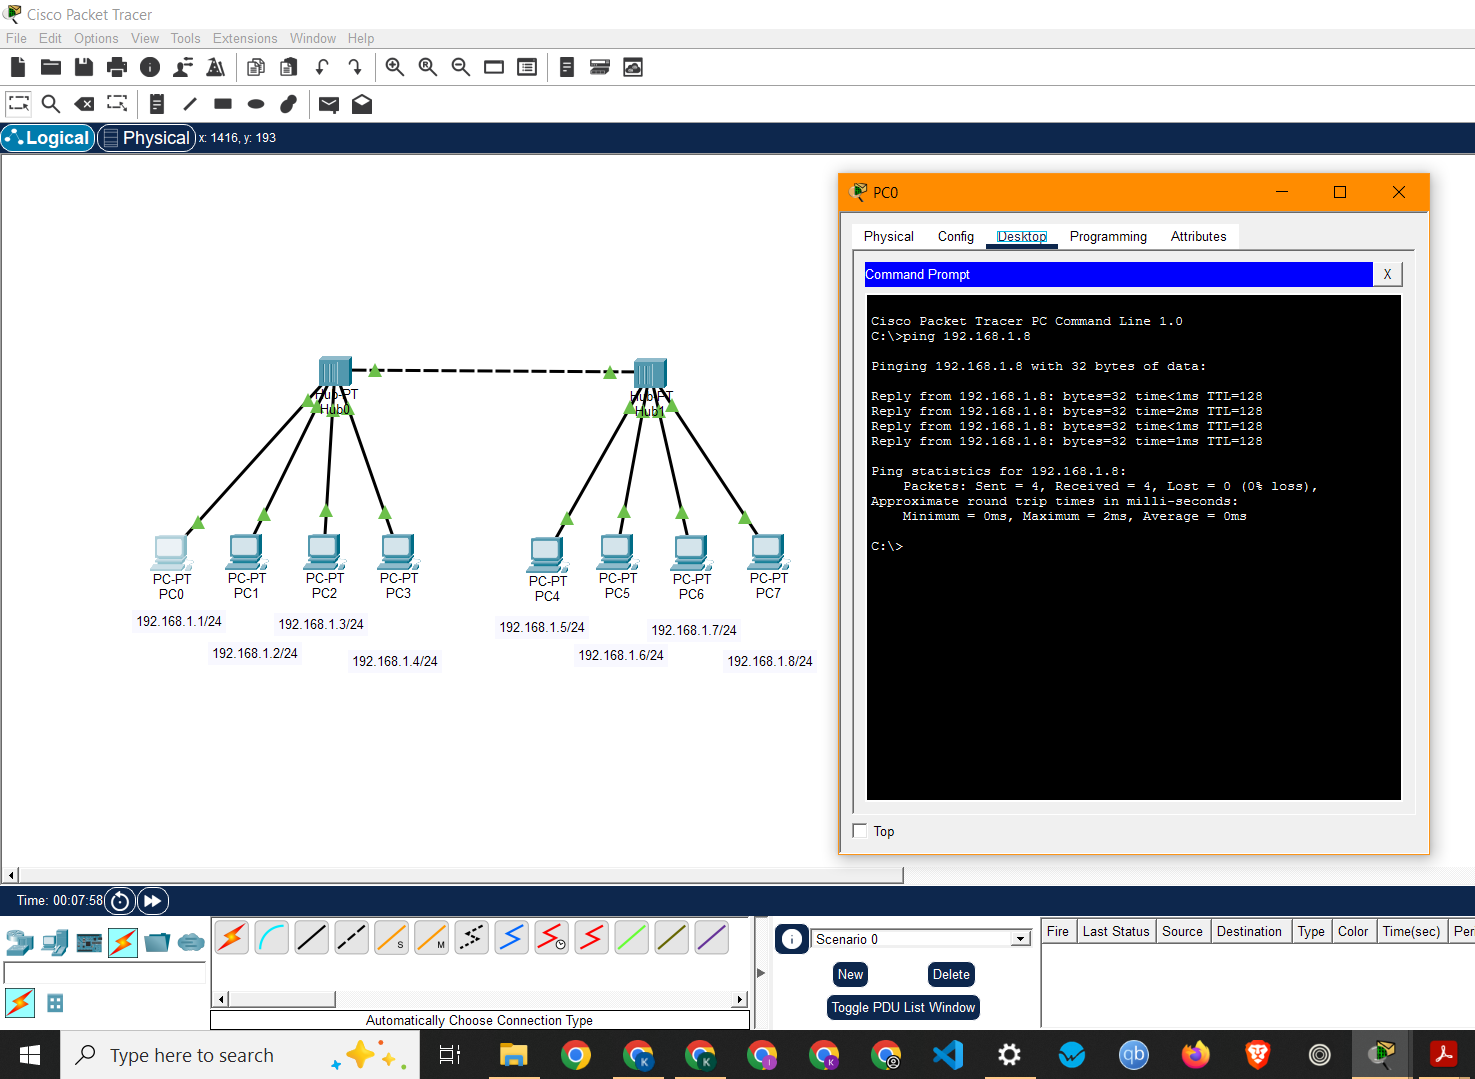 Cisco Packet Tracer
File Edit Options View Tools Extensions Window Help
Logical Physical x: 1416, y: 193
Hub-PT
Hub0
Hub-PT
Hub1
PC-PT
PC0
PC-PT
PC1
PC-PT
PC2
PC-PT
PC3
PC-PT
PC4
PC-PT
PC5
PC-PT
PC6
PC-PT
PC7
192.168.1.1/24
192.168.1.2/24
192.168.1.3/24
192.168.1.4/24
192.168.1.5/24
192.168.1.6/24
192.168.1.7/24
192.168.1.8/24
PC0
Physical Config Desktop Programming Attributes
Command Prompt X
Cisco Packet Tracer PC Command Line 1.0
C:\>ping 192.168.1.8
Pinging 192.168.1.8 with 32 bytes of data:
Reply from 192.168.1.8: bytes=32 time<1ms TTL=128
Reply from 192.168.1.8: bytes=32 time=2ms TTL=128
Reply from 192.168.1.8: bytes=32 time<1ms TTL=128
Reply from 192.168.1.8: bytes=32 time=1ms TTL=128
Ping statistics for 192.168.1.8:
Packets: Sent = 4, Received = 4, Lost = 0 (0% loss),
Approximate round trip times in milli-seconds:
Minimum = 0ms, Maximum = 2ms, Average = 0ms
C:\>
Top
Time: 00:07:58
S M
Automatically Choose Connection Type
Scenario 0
New Delete
Toggle PDU List Window
Fire Last Status Source Destination Type Color Time(sec) Per
Type here to search
K K I K qb